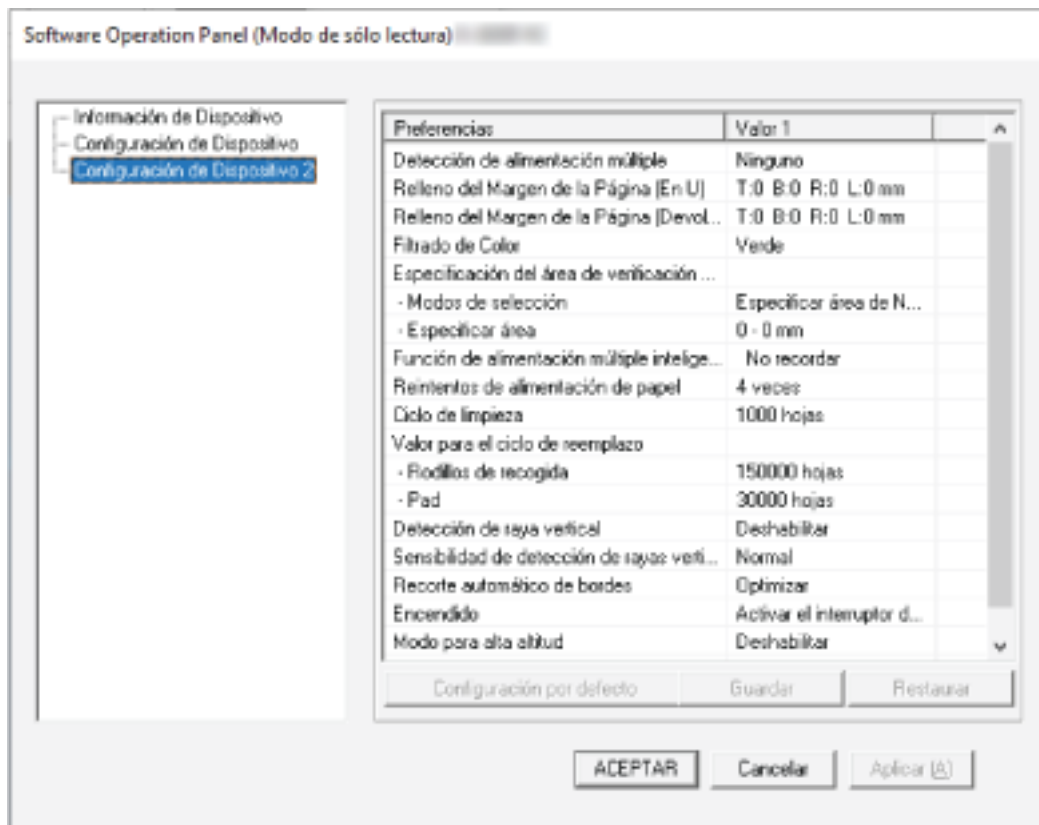 Software Operation Panel (Modo de sólo lectura)
Información de Dispositivo
Configuración de Dispositivo
Configuración de Dispositivo 2
Preferencias Valor 1
Detección de alimentación múltiple Ninguno
Relleno del Margen de la Página (En U) T:0 B:0 R:0 L:0 mm
Relleno del Margen de la Página (Devol... T:0 B:0 R:0 L:0 mm
Filtrado de Color Verde
Especificación del área de verificación ...
- Modos de selección Especificar área de N...
- Especificar área 0 - 0 mm
Función de alimentación múltiple intelige... No recordar
Reintentos de alimentación de papel 4 veces
Ciclo de limpieza 1000 hojas
Valor para el ciclo de reemplazo
- Rodillos de recogida 150000 hojas
- Pad 30000 hojas
Detección de raya vertical Deshabilitar
Sensibilidad de detección de rayas verti... Normal
Recorte automático de bordes Optimizar
Encendido Activar el interruptor d...
Modo para alta altitud Deshabilitar
Configuración por defecto Guardar Restaurar
ACEPTAR Cancelar Aplicar (A)